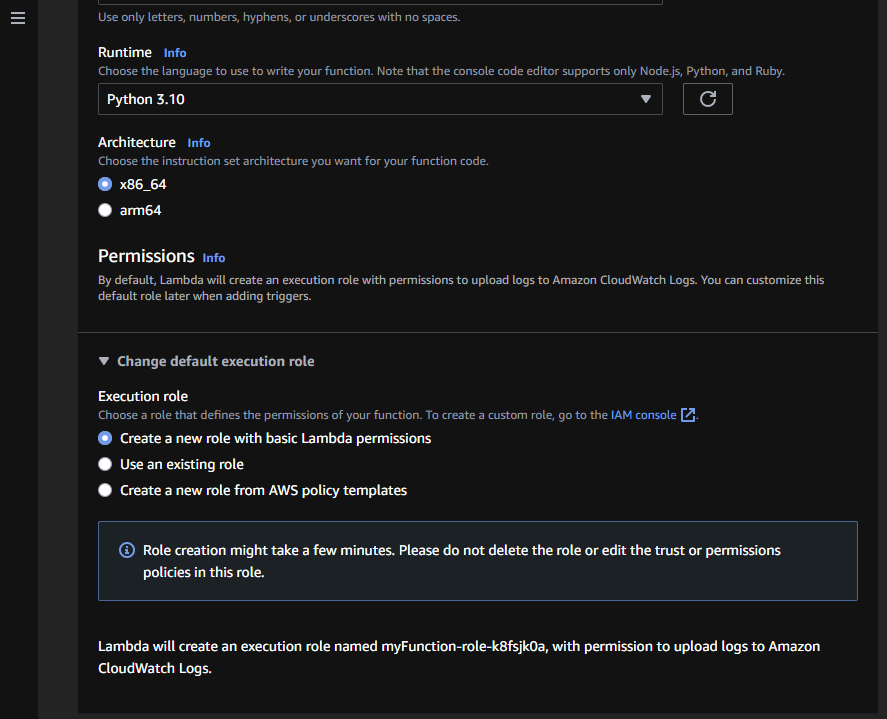 Use only letters, numbers, hyphens, or underscores with no spaces.
Runtime Info
Choose the language to use to write your function. Note that the console code editor supports only Node.js, Python, and Ruby.
Python 3.10
Architecture Info
Choose the instruction set architecture you want for your function code.
x86_64
arm64
Permissions Info
By default, Lambda will create an execution role with permissions to upload logs to Amazon CloudWatch Logs. You can customize this
default role later when adding triggers.
Change default execution role
Execution role
Choose a role that defines the permissions of your function. To create a custom role, go to the IAM console.
Create a new role with basic Lambda permissions
Use an existing role
Create a new role from AWS policy templates
Role creation might take a few minutes. Please do not delete the role or edit the trust or permissions
policies in this role.
Lambda will create an execution role named myFunction-role-k8fsjk0a, with permission to upload logs to Amazon
CloudWatch Logs.